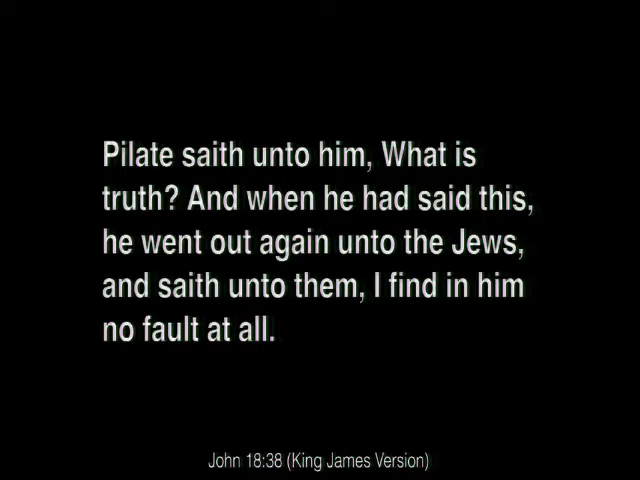 Pilate saith unto him, What is
truth? And when he had said this,
he went out again unto the Jews,
and saith unto them, I find in him
no fault at all.
John 18:38 (King James Version)